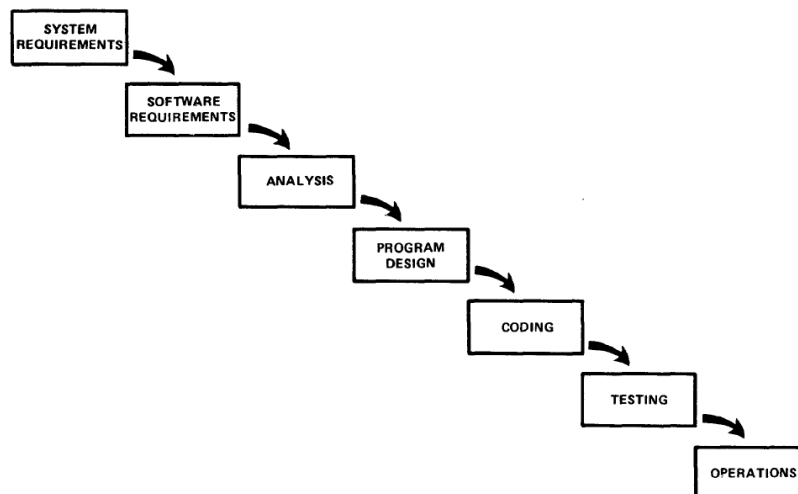 SYSTEM
REQUIREMENTS
SOFTWARE
REQUIREMENTS
ANALYSIS
PROGRAM
DESIGN
CODING
TESTING
OPERATIONS